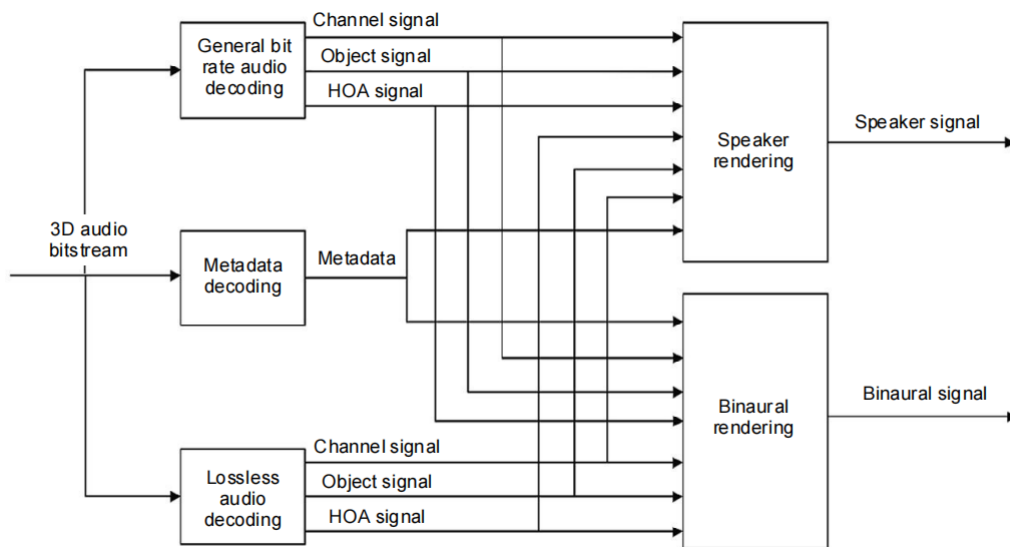 Channel signal
General bit
rate audio
decoding
Object signal
HOA signal
Speaker
rendering
Speaker signal
3D audio
bitstream
Metadata
decoding
Metadata
Binaural
rendering
Binaural signal
Channel signal
Lossless
audio
decoding
Object signal
HOA signal